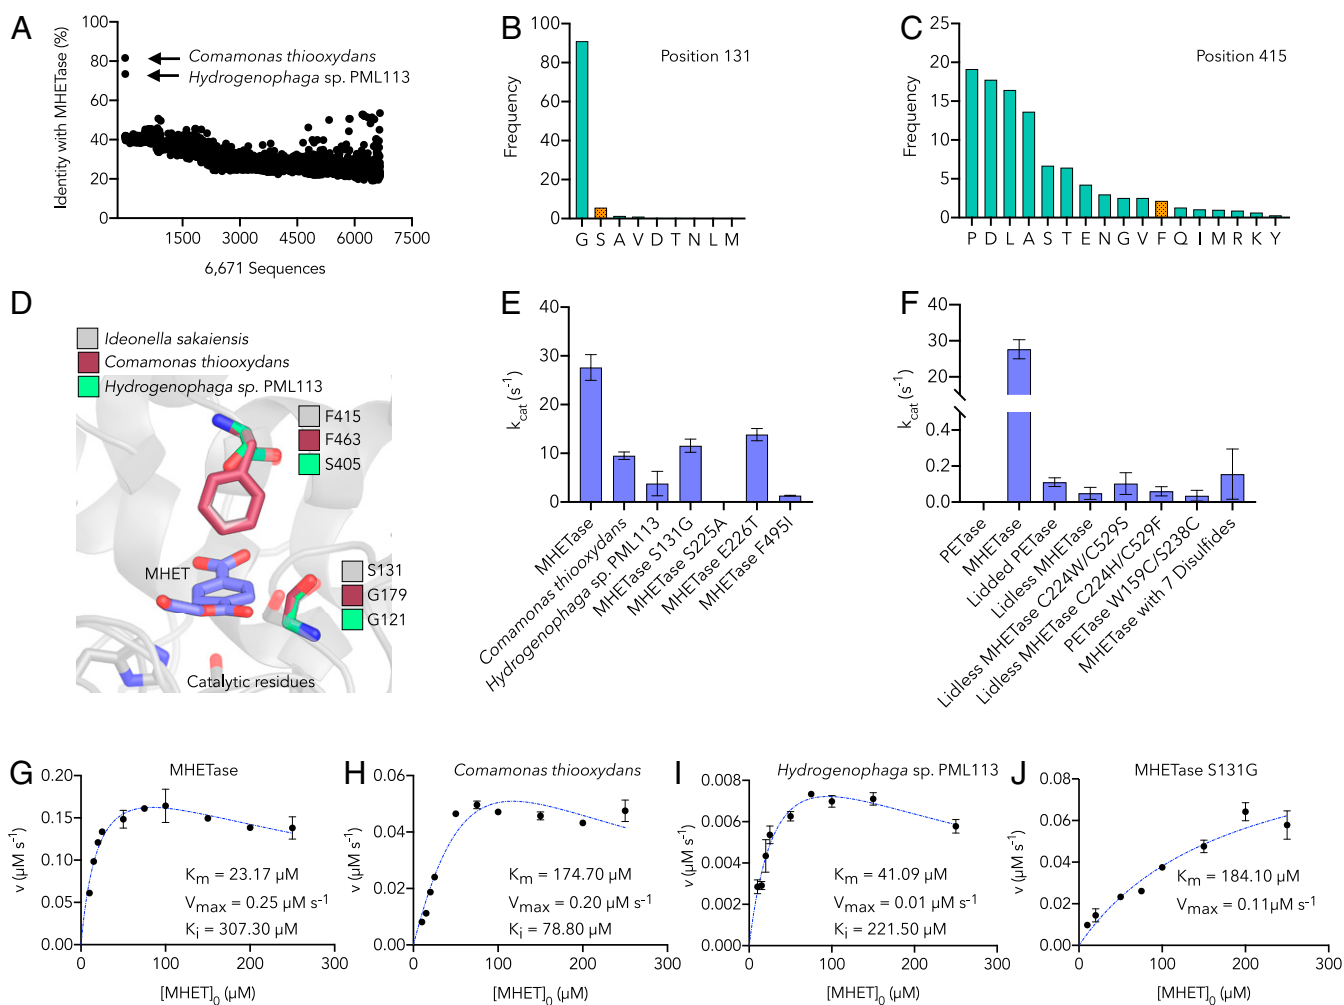 A
Identity with MHETase (%)
100
80
60
40
20
0
Comamonas thiooxydans
Hydrogenophaga sp. PML113
1500 3000 4500 6000 7500
6,671 Sequences
B
Frequency
100
80
60
40
20
0
Position 131
G S A V D T N L M
C
Frequency
25
20
15
10
5
0
Position 415
P D L A S T E N G V F Q I M R K Y
D
Ideonella sakaiensis
Comamonas thiooxydans
Hydrogenophaga sp. PML113
F415
F463
S405
MHET
S131
G179
G121
Catalytic residues
E
kcat (s-1)
40
30
20
10
0
MHETase
Comamonas thiooxydans
Hydrogenophaga sp. PML113
MHETase S131G
MHETase S225A
MHETase E226T
MHETase F495I
F
kcat (s-1)
40
30
20
0.4
0.2
0.0
PETase
MHETase
Lidded PETase
Lidless MHETase
Lidless MHETase C224W/C529S
Lidless MHETase C224H/C529F
PETase W159C/S238C
MHETase with 7 Disulfides
G
MHETase
v (µM s-1)
0.20
0.15
0.10
0.05
0.00
Km = 23.17 µM
Vmax = 0.25 µM s-1
Ki = 307.30 µM
0 100 200 300
[MHET]0 (µM)
H
Comamonas thiooxydans
v (µM s-1)
0.06
0.04
0.02
0.00
Km = 174.70 µM
Vmax = 0.20 µM s-1
Ki = 78.80 µM
0 100 200 300
[MHET]0 (µM)
I
Hydrogenophaga sp. PML113
v (µM s-1)
0.008
0.006
0.004
0.002
0.000
Km = 41.09 µM
Vmax = 0.01 µM s-1
Ki = 221.50 µM
0 100 200 300
[MHET]0 (µM)
J
MHETase S131G
v (µM s-1)
0.08
0.06
0.04
0.02
0.00
Km = 184.10 µM
Vmax = 0.11µM s-1
0 100 200 300
[MHET]0 (µM)